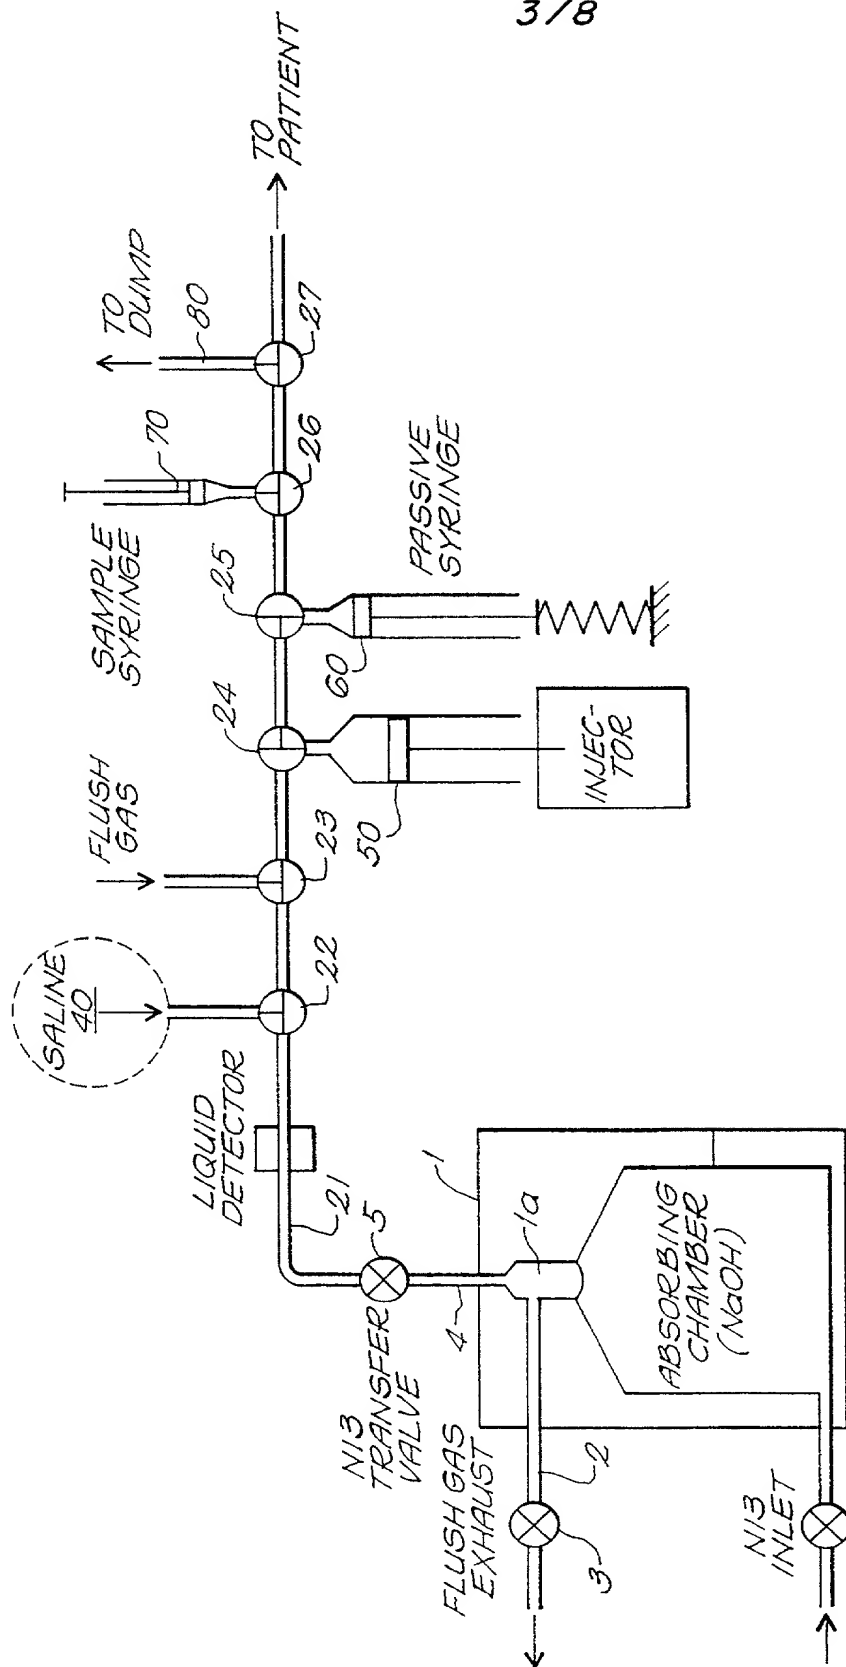 3/8
TO
PATIENT
TO
DUMP
80
27
70
26
SAMPLE
SYRINGE
25
PASSIVE
SYRINGE
60
24
FLUSH
GAS
23
50
INJEC-
TOR
SALINE
40
22
LIQUID
DETECTOR
21
5
N13
TRANSFER
VALVE
4
1
1a
ABSORBING
CHAMBER
(NaOH)
FLUSH GAS
EXHAUST
2
3
N13
INLET